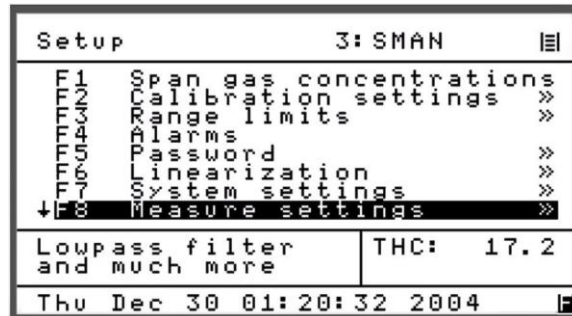 Setup 3:SMAN
F1 Span gas concentrations
F2 Calibration settings »
F3 Range limits »
F4 Alarms
F5 Password »
F6 Linearization »
F7 System settings »
↓F8 Measure settings »
Lowpass filter THC: 17.2
and much more
Thu Dec 30 01:20:32 2004 F